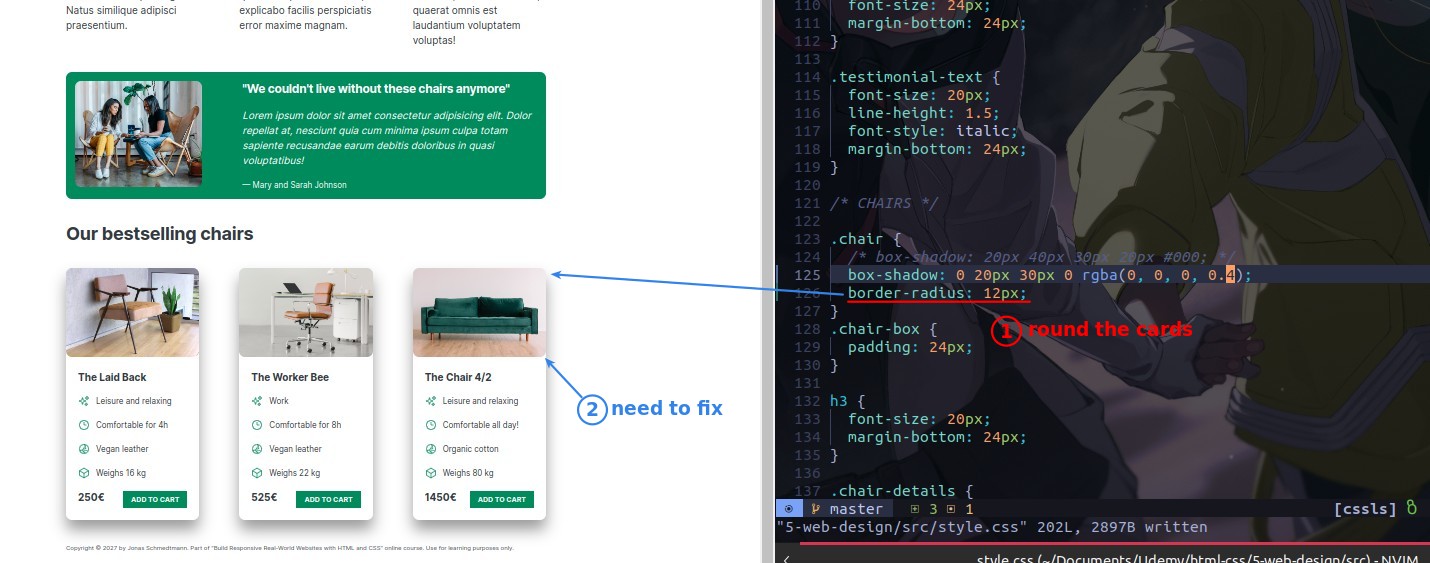 Natus similique adipisci
praesentium.
explicabo facilis perspiciatis
error maxime magnam.
quaerat omnis est
laudantium voluptatem
voluptas!
"We couldn't live without these chairs anymore"
Lorem ipsum dolor sit amet consectetur adipisicing elit. Dolor
repellat at, nesciunt quia cum minima ipsum culpa totam
sapiente recusandae earum debitis doloribus in quasi
voluptatibus!
— Mary and Sarah Johnson
Our bestselling chairs
The Laid Back
Leisure and relaxing
Comfortable for 4h
Vegan leather
Weighs 16 kg
250€ ADD TO CART
The Worker Bee
Work
Comfortable for 8h
Vegan leather
Weighs 22 kg
525€ ADD TO CART
The Chair 4/2
Leisure and relaxing
Comfortable all day!
Organic cotton
Weighs 80 kg
1450€ ADD TO CART
Copyright © 2027 by Jonas Schmedtmann. Part of "Build Responsive Real-World Websites with HTML and CSS" online course. Use for learning purposes only.
2 need to fix
110 font-size: 24px;
111 margin-bottom: 24px;
112 }
113
114 .testimonial-text {
115 font-size: 20px;
116 line-height: 1.5;
117 font-style: italic;
118 margin-bottom: 24px;
119 }
120
121 /* CHAIRS */
122
123 .chair {
124 /* box-shadow: 20px 40px 30px 20px #000; */
125 box-shadow: 0 20px 30px 0 rgba(0, 0, 0, 0.4);
126 border-radius: 12px;
127 }
1 round the cards
128 .chair-box {
129 padding: 24px;
130 }
131
132 h3 {
133 font-size: 20px;
134 margin-bottom: 24px;
135 }
136
137 .chair-details {
master 3 1 [cssls]
"5-web-design/src/style.css" 202L, 2897B written
style.css (~/Documents/Udemy/html-css/5-web-design/src) - NVIM